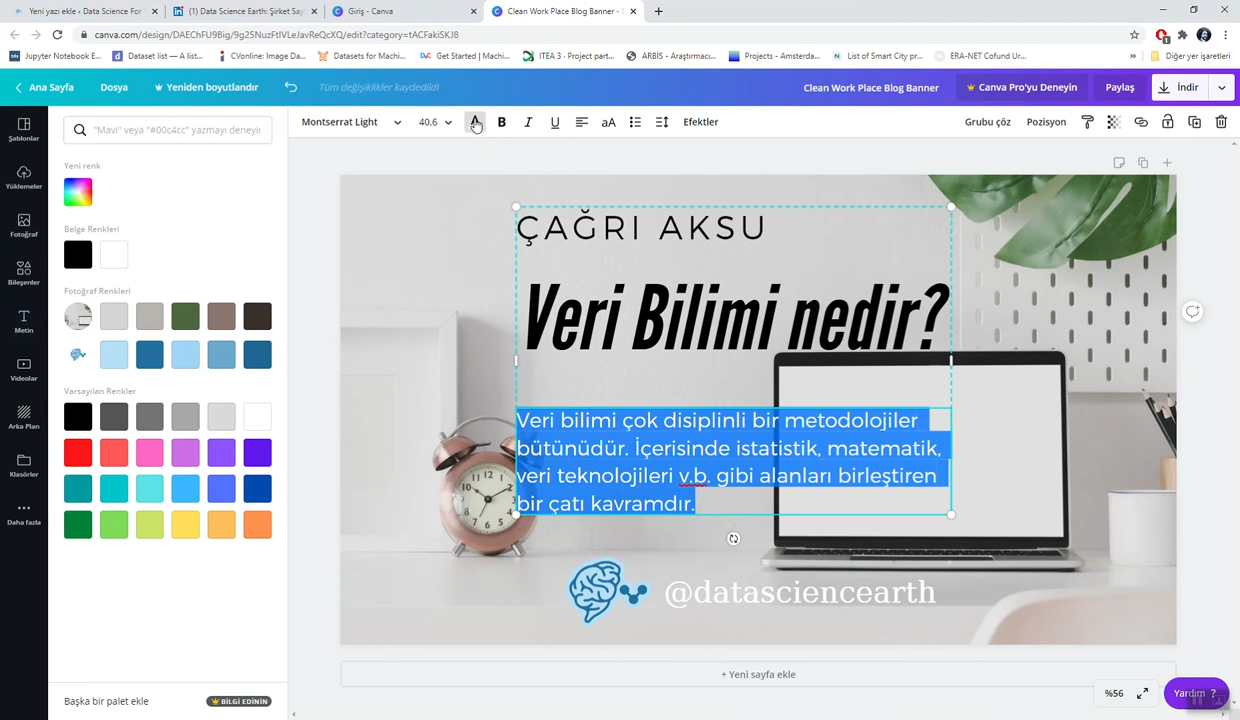 Yeni yazı ekle ‹ Data Science For
(1) Data Science Earth: Şirket Say
Giriş - Canva
Clean Work Place Blog Banner - B
canva.com/design/DAEChFU9Big/9g25NuzFtIVLeJavReQcXQ/edit?category=tACFakiSKJ8
Jupyter Notebook E...
Dataset list — A list...
CVonline: Image Da...
Datasets for Machi...
Get Started | Machi...
ITEA 3 · Project part...
ARBİS - Araştırmacı...
Projects - Amsterda...
List of Smart City pr...
ERA-NET Cofund Ur...
Diğer yer işaretleri
Ana Sayfa
Dosya
Yeniden boyutlandır
Tüm değişiklikler kaydedildi
Clean Work Place Blog Banner
Canva Pro'yu Deneyin
Paylaş
İndir
Montserrat Light
40,6
A
B
I
U
aA
Efektler
Grubu çöz
Pozisyon
Şablonlar
Yüklemeler
Fotoğraf
Bileşenler
Metin
Videolar
Arka Plan
Klasörler
Daha fazla
"Mavi" veya "#00c4cc" yazmayı deneyin
Yeni renk
Belge Renkleri
Fotoğraf Renkleri
Varsayılan Renkler
Başka bir palet ekle
BİLGİ EDİNİN
ÇAĞRI AKSU
Veri Bilimi nedir?
Veri bilimi çok disiplinli bir metodolojiler
bütünüdür. İçerisinde istatistik, matematik,
veri teknolojileri v.b. gibi alanları birleştiren
bir çatı kavramdır.
@datasciencearth
+ Yeni sayfa ekle
%56
Yardım ?